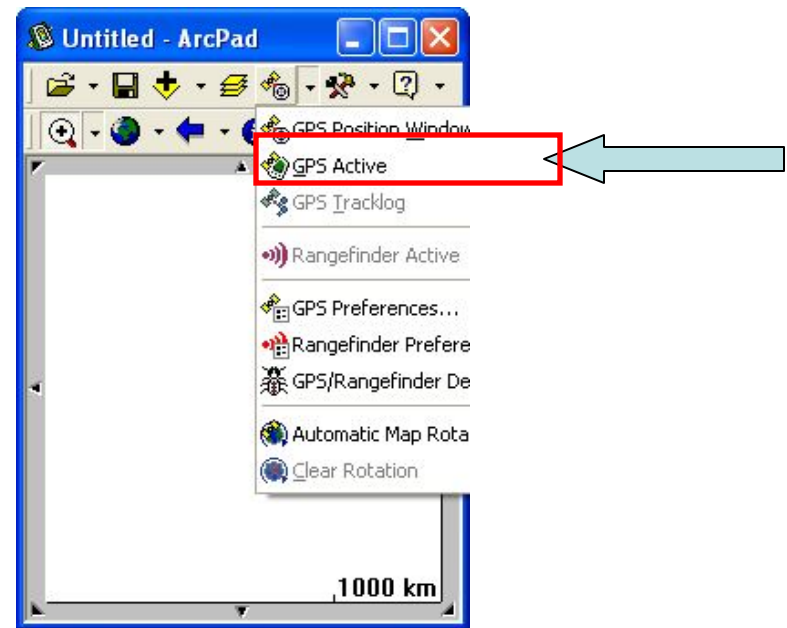 Untitled - ArcPad
GPS Position Window
GPS Active
GPS Tracklog
Rangefinder Active
GPS Preferences...
Rangefinder Prefere
GPS/Rangefinder De
Automatic Map Rota
Clear Rotation
1000 km